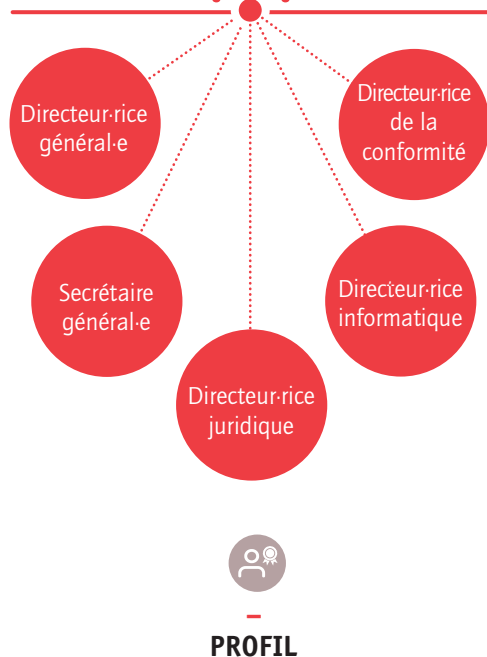 Directeur·rice
général·e
Directeur·rice
de la
conformité
Secrétaire
général·e
Directeur·rice
informatique
Directeur·rice
juridique
PROFIL